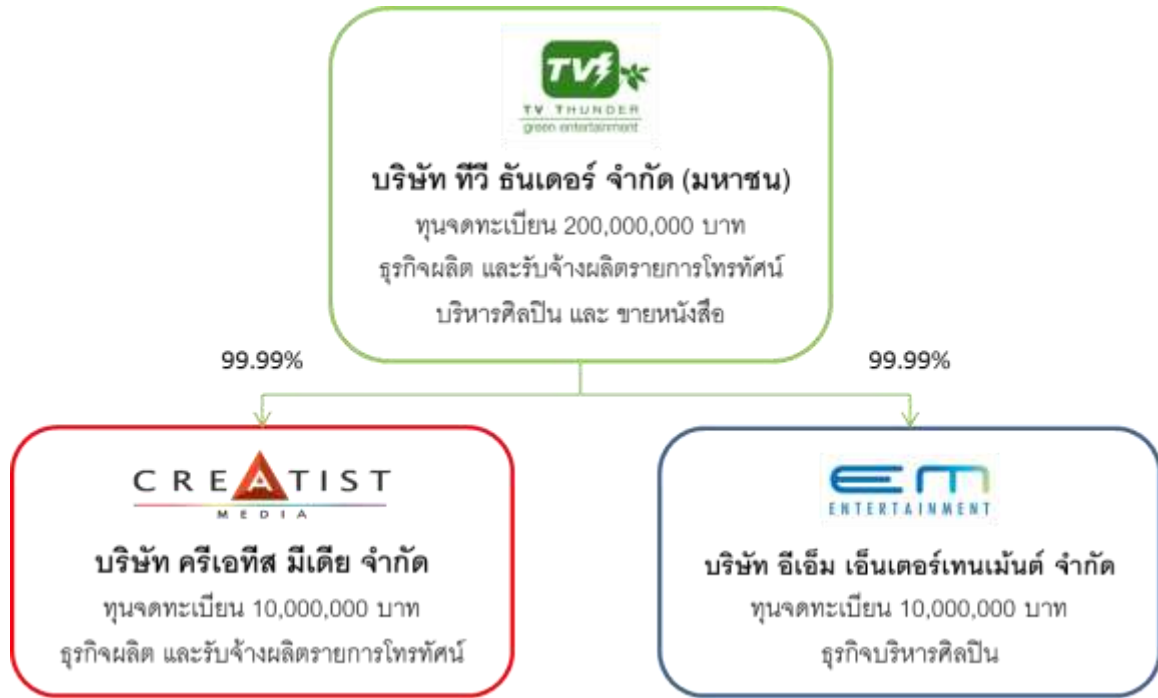 TV
TV THUNDER
green entertainment
บริษัท ทีวี ธันเดอร์ จำกัด (มหาชน)
ทุนจดทะเบียน 200,000,000 บาท
ธุรกิจผลิต และรับจ้างผลิตรายการโทรทัศน์
บริหารศิลปิน และ ขายหนังสือ
99.99%
99.99%
CREATIST
MEDIA
บริษัท ครีเอทีส มีเดีย จำกัด
ทุนจดทะเบียน 10,000,000 บาท
ธุรกิจผลิต และรับจ้างผลิตรายการโทรทัศน์
EM
ENTERTAINMENT
บริษัท อีเอ็ม เอ็นเตอร์เทนเม้นต์ จำกัด
ทุนจดทะเบียน 10,000,000 บาท
ธุรกิจบริหารศิลปิน